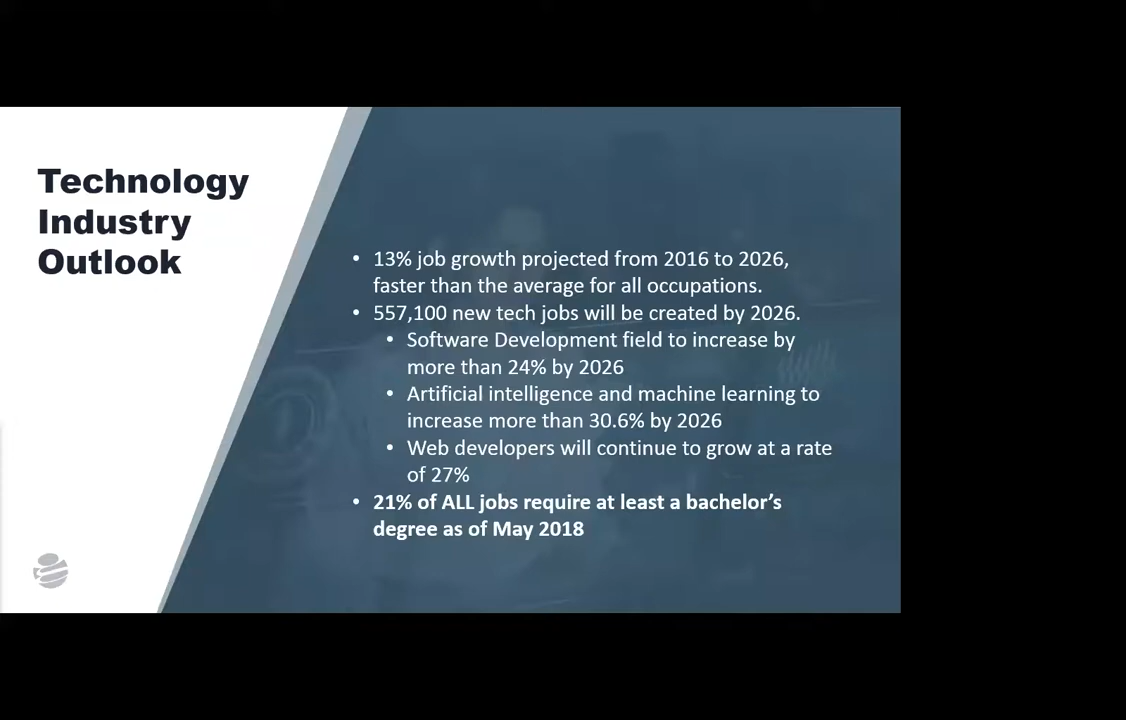 Technology
Industry
Outlook
• 13% job growth projected from 2016 to 2026,
faster than the average for all occupations.
• 557,100 new tech jobs will be created by 2026.
• Software Development field to increase by
more than 24% by 2026
• Artificial intelligence and machine learning to
increase more than 30.6% by 2026
• Web developers will continue to grow at a rate
of 27%
• 21% of ALL jobs require at least a bachelor's
degree as of May 2018